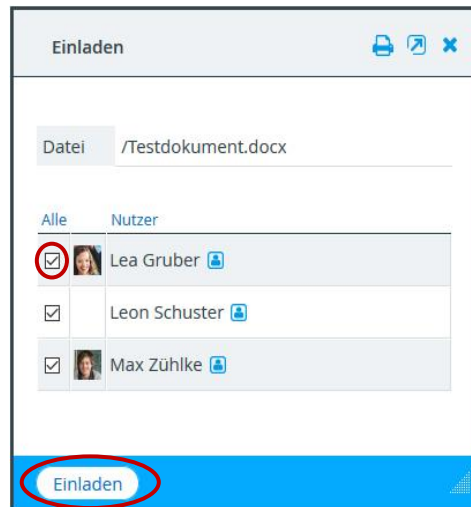 Einladen
Datei /Testdokument.docx
Alle Nutzer
Lea Gruber
Leon Schuster
Max Zühlke
Einladen